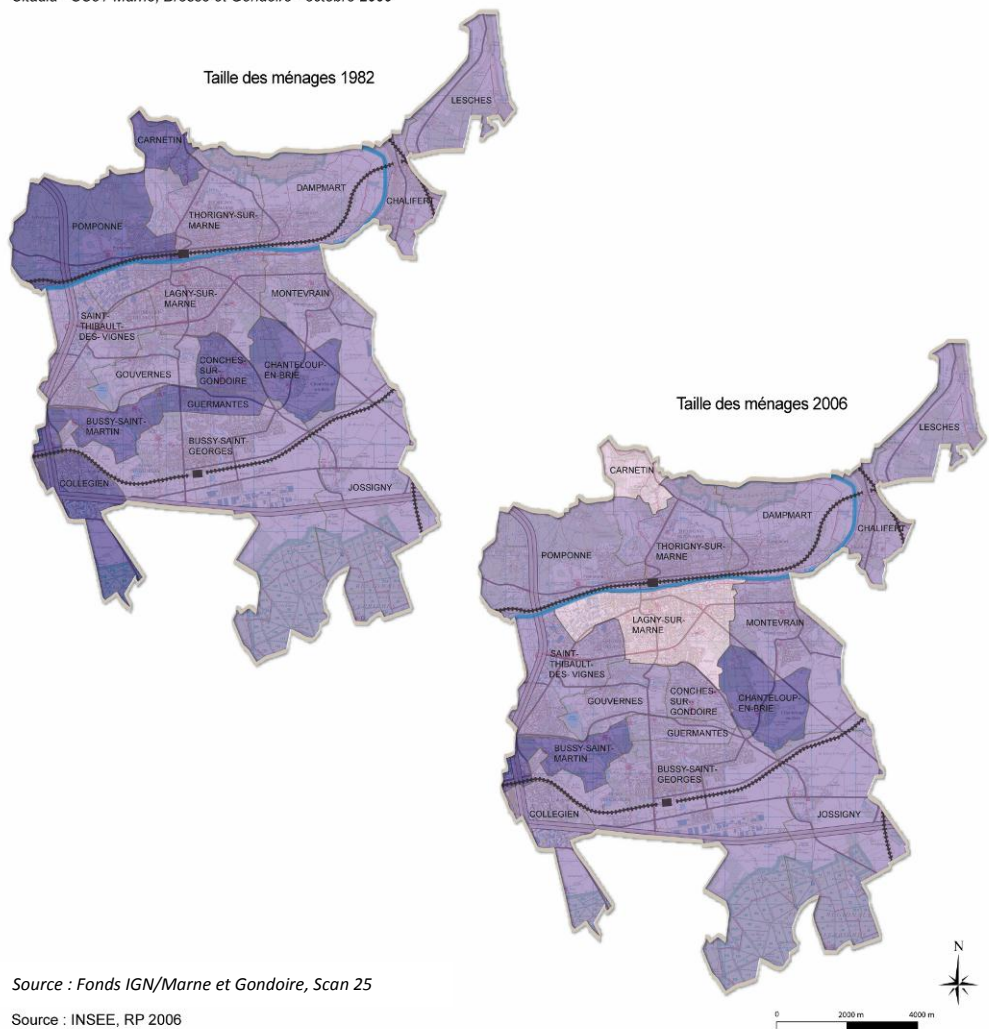 Taille des ménages 1982
LESCHES
CARNETIN
DAMPMART
CHALIFERT
POMPONNE
THORIGNY-SUR-
MARNE
LAGNY-SUR-
MARNE
MONTEVRAIN
SAINT-
THIBAULT-
DES- VIGNES
GOUVERNES
CONCHES-
SUR-
GONDOIRE
CHANTELOUP-
EN-BRIE
GUERMANTES
BUSSY-SAINT-
MARTIN
BUSSY-SAINT-
GEORGES
COLLEGIEN
JOSSIGNY
Taille des ménages 2006
LESCHES
CARNETIN
DAMPMART
CHALIFERT
POMPONNE
THORIGNY-SUR-
MARNE
LAGNY-SUR-
MARNE
MONTEVRAIN
SAINT-
THIBAULT-
DES- VIGNES
GOUVERNES
CONCHES-
SUR-
GONDOIRE
CHANTELOUP-
EN-BRIE
GUERMANTES
BUSSY-SAINT-
MARTIN
BUSSY-SAINT-
GEORGES
COLLEGIEN
JOSSIGNY
N
Source : Fonds IGN/Marne et Gondoire, Scan 25
Source : INSEE, RP 2006
0 2000 m 4000 m